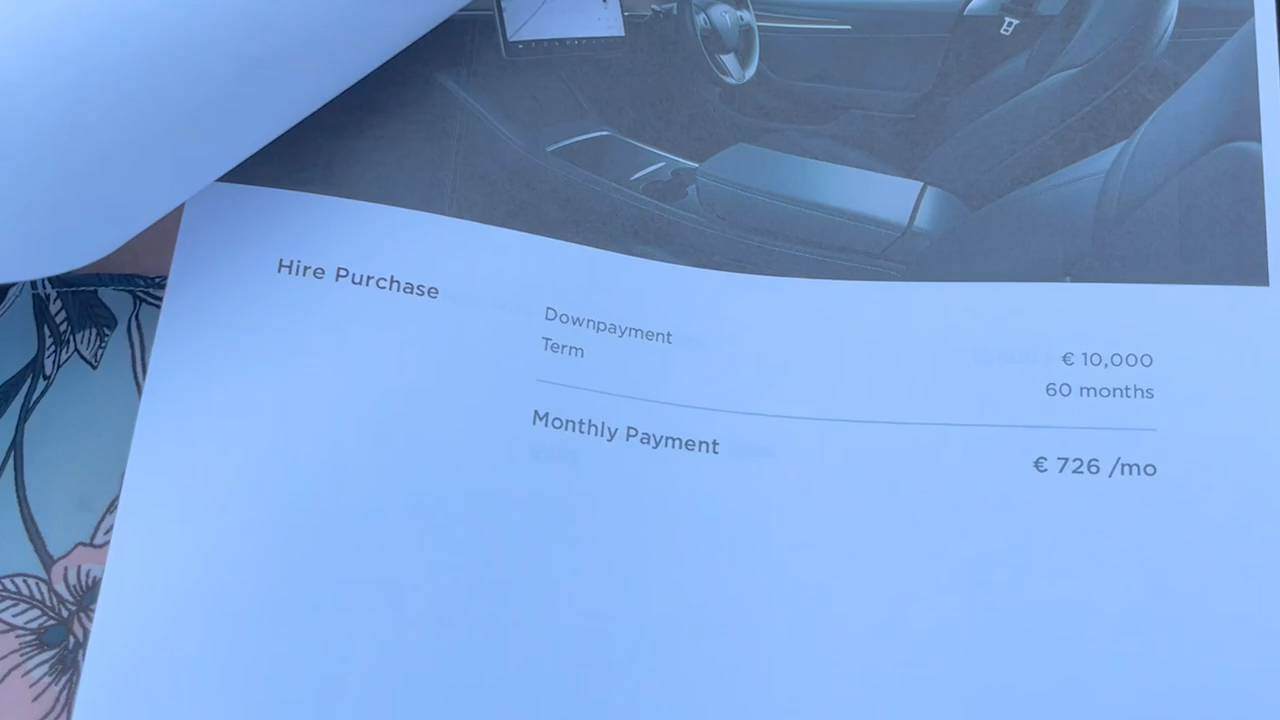 Hire Purchase
Downpayment € 10,000
Term 60 months
Monthly Payment € 726 /mo